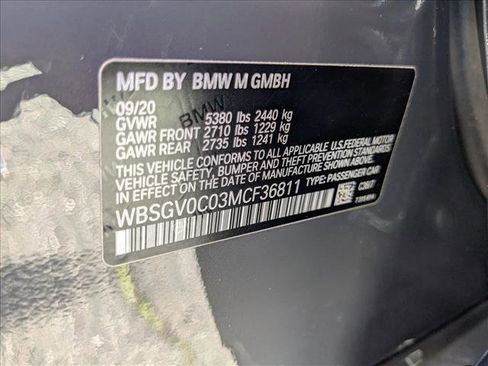 MFD BY BMW M GMBH
09/20
GVWR 5380 lbs 2440 kg
GAWR FRONT 2710 lbs 1229 kg
GAWR REAR 2735 lbs 1241 kg
THIS VEHICLE CONFORMS TO ALL APPLICABLE U.S.FEDERAL MOTOR
VEHICLE SAFETY, BUMPER, AND THEFT PREVENTION STANDARDS
IN EFFECT ON THE DATE OF MANUFACTURE SHOWN ABOVE.
WBSGV0C03MCF36811 TYPE: PASSENGER CAR
BMW
BMW